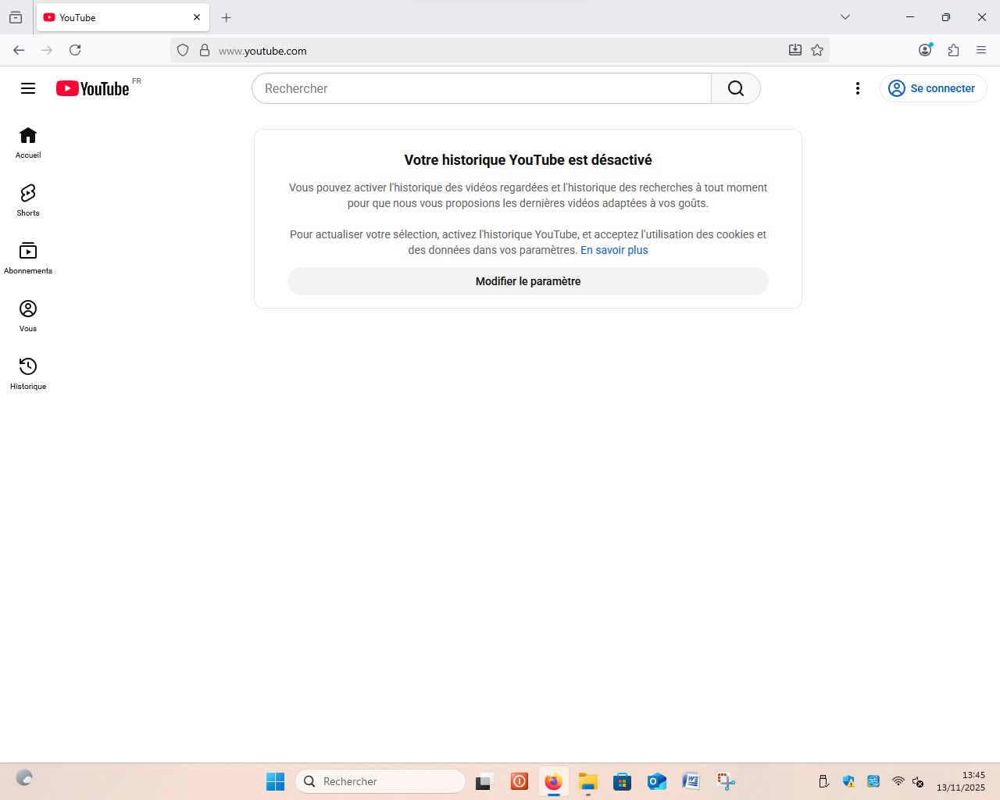 YouTube
www.youtube.com
YouTube FR
Rechercher
Se connecter
Accueil
Shorts
Abonnements
Vous
Historique
Votre historique YouTube est désactivé
Vous pouvez activer l'historique des vidéos regardées et l'historique des recherches à tout moment
pour que nous vous proposions les dernières vidéos adaptées à vos goûts.
Pour actualiser votre sélection, activez l'historique YouTube, et acceptez l'utilisation des cookies et
des données dans vos paramètres. En savoir plus
Modifier le paramètre
Rechercher
13:45
13/11/2025